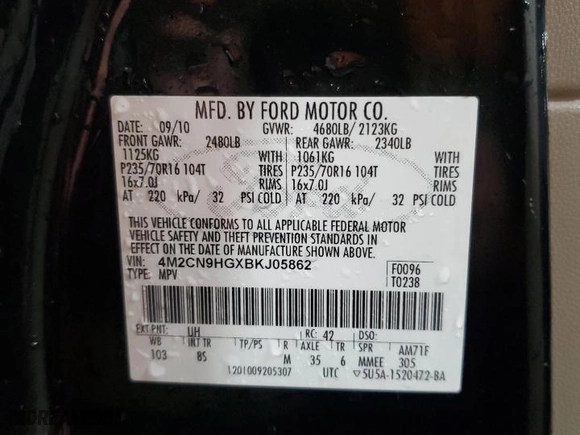 MFD. BY FORD MOTOR CO.
DATE: 09/10 GVWR: 4680LB/ 2123KG
FRONT GAWR: 2480LB REAR GAWR: 2340LB
1125KG WITH 1061KG WITH
P235/70R16 104T TIRES P235/70R16 104T TIRES
16x7.0J RIMS 16x7.0J RIMS
AT 220 kPa/ 32 PSI COLD AT 220 kPa/ 32 PSI COLD
THIS VEHICLE CONFORMS TO ALL APPLICABLE FEDERAL MOTOR
VEHICLE SAFETY AND THEFT PREVENTION STANDARDS IN
EFFECT ON THE DATE OF MANUFACTURE SHOWN ABOVE.
VIN: 4M2CN9HGXBKJ05862 F0096
TYPE: MPV T0238
EXT PNT: UH RC: 42 DSO:
WB INT TR TP/PS R AXLE TR SPR AM71F
103 8S M 35 6 MMEE 305
1201009205307 UTC 5U5A-1520472-BA